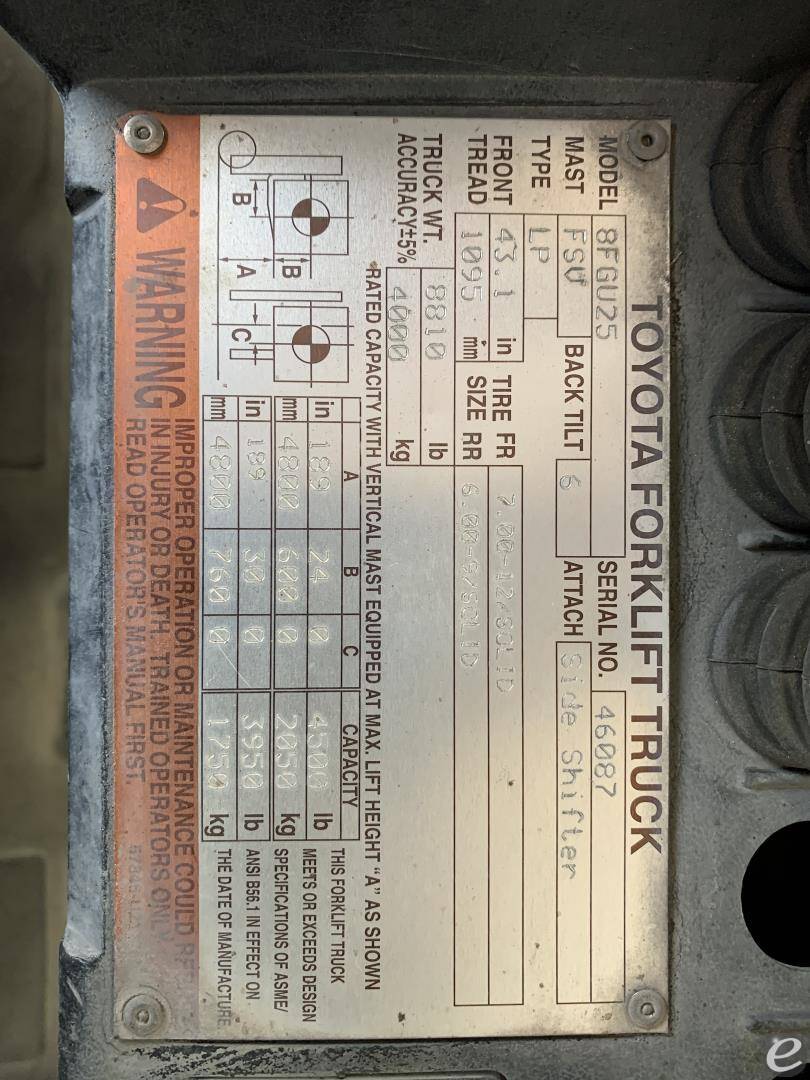 TOYOTA FORKLIFT TRUCK
MODEL 8FGU25 SERIAL NO. 46087
MAST FSV BACK TILT 6 ATTACH Side Shifter
TYPE LP
FRONT 43.1 in TIRE FR 7.00-12/SOLID
TREAD 1095 mm SIZE RR 6.00-9/SOLID
TRUCK WT. 8810 lb
ACCURACY±5% 4000 kg
RATED CAPACITY WITH VERTICAL MAST EQUIPPED AT MAX. LIFT HEIGHT "A" AS SHOWN
A B C CAPACITY
in 189 24 0 4500 lb
mm 4800 600 0 2050 kg
in 189 30 0 3950 lb
mm 4800 760 0 1750 kg
B
B
A
C
THIS FORKLIFT TRUCK
MEETS OR EXCEEDS DESIGN
SPECIFICATIONS OF ASME/
ANSI B56.1 IN EFFECT ON
THE DATE OF MANUFACTURE
WARNING
IMPROPER OPERATION OR MAINTENANCE COULD
IN INJURY OR DEATH. TRAINED OPERATORS ONLY
READ OPERATOR'S MANUAL FIRST.
e